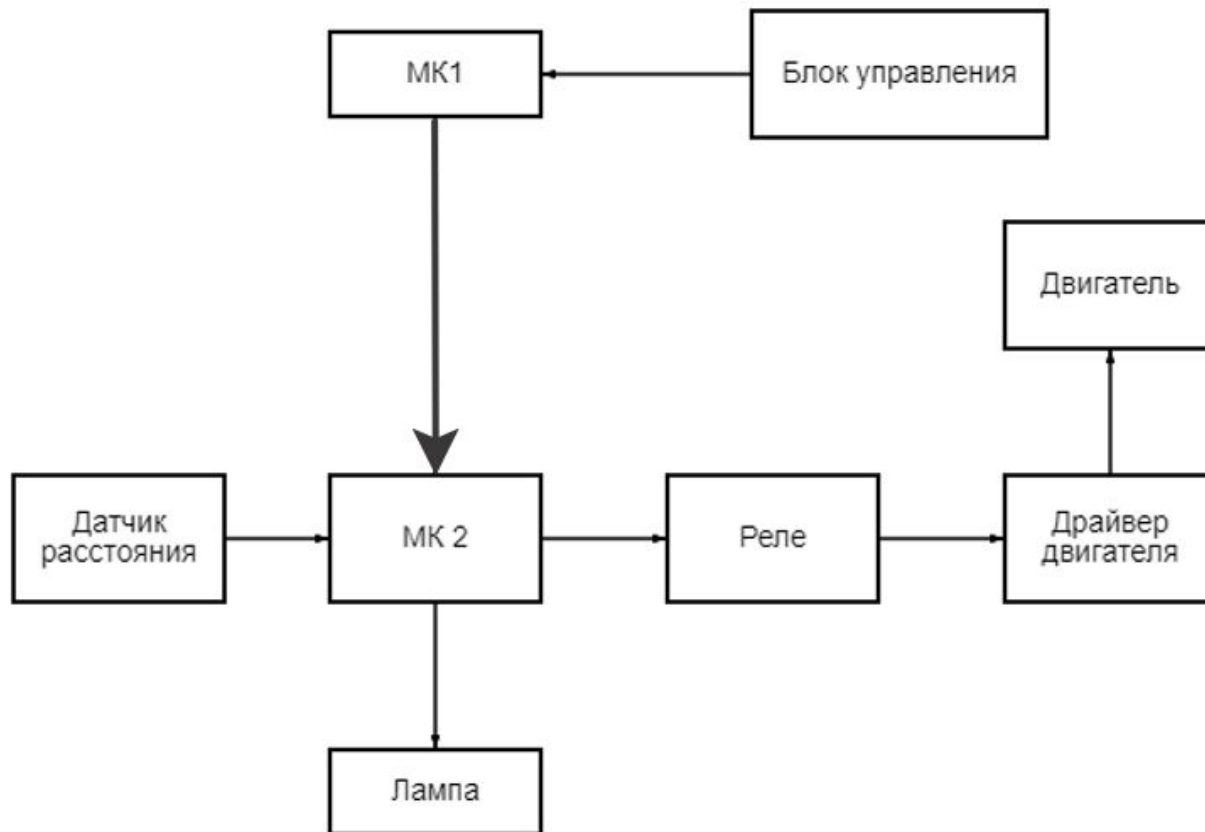 МК1
Блок управления
Двигатель
Датчик
расстояния
МК 2
Реле
Драйвер
двигателя
Лампа